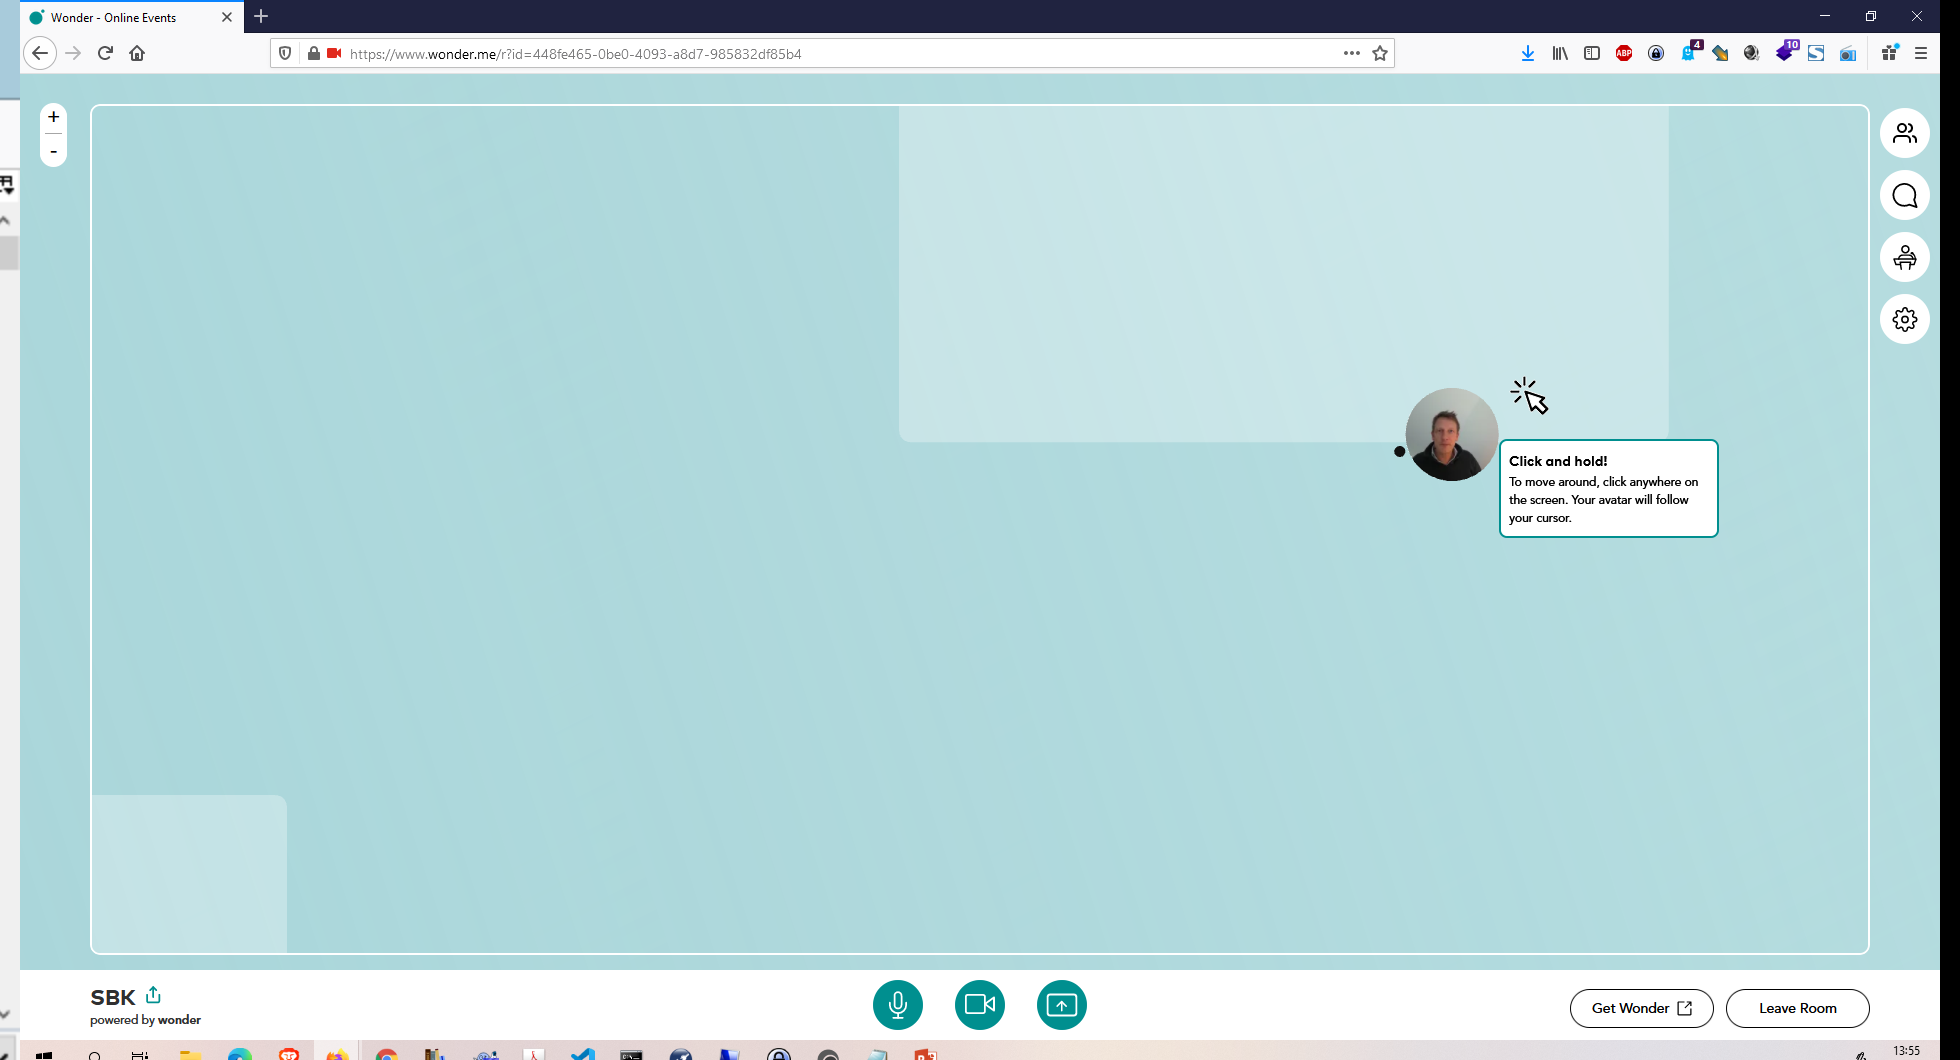 Wonder - Online Events
https://www.wonder.me/r?id=448fe465-0be0-4093-a8d7-985832df85b4
ABP
4
10
+
-
Click and hold!
To move around, click anywhere on
the screen. Your avatar will follow
your cursor.
SBK
powered by wonder
Get Wonder
Leave Room
13:55